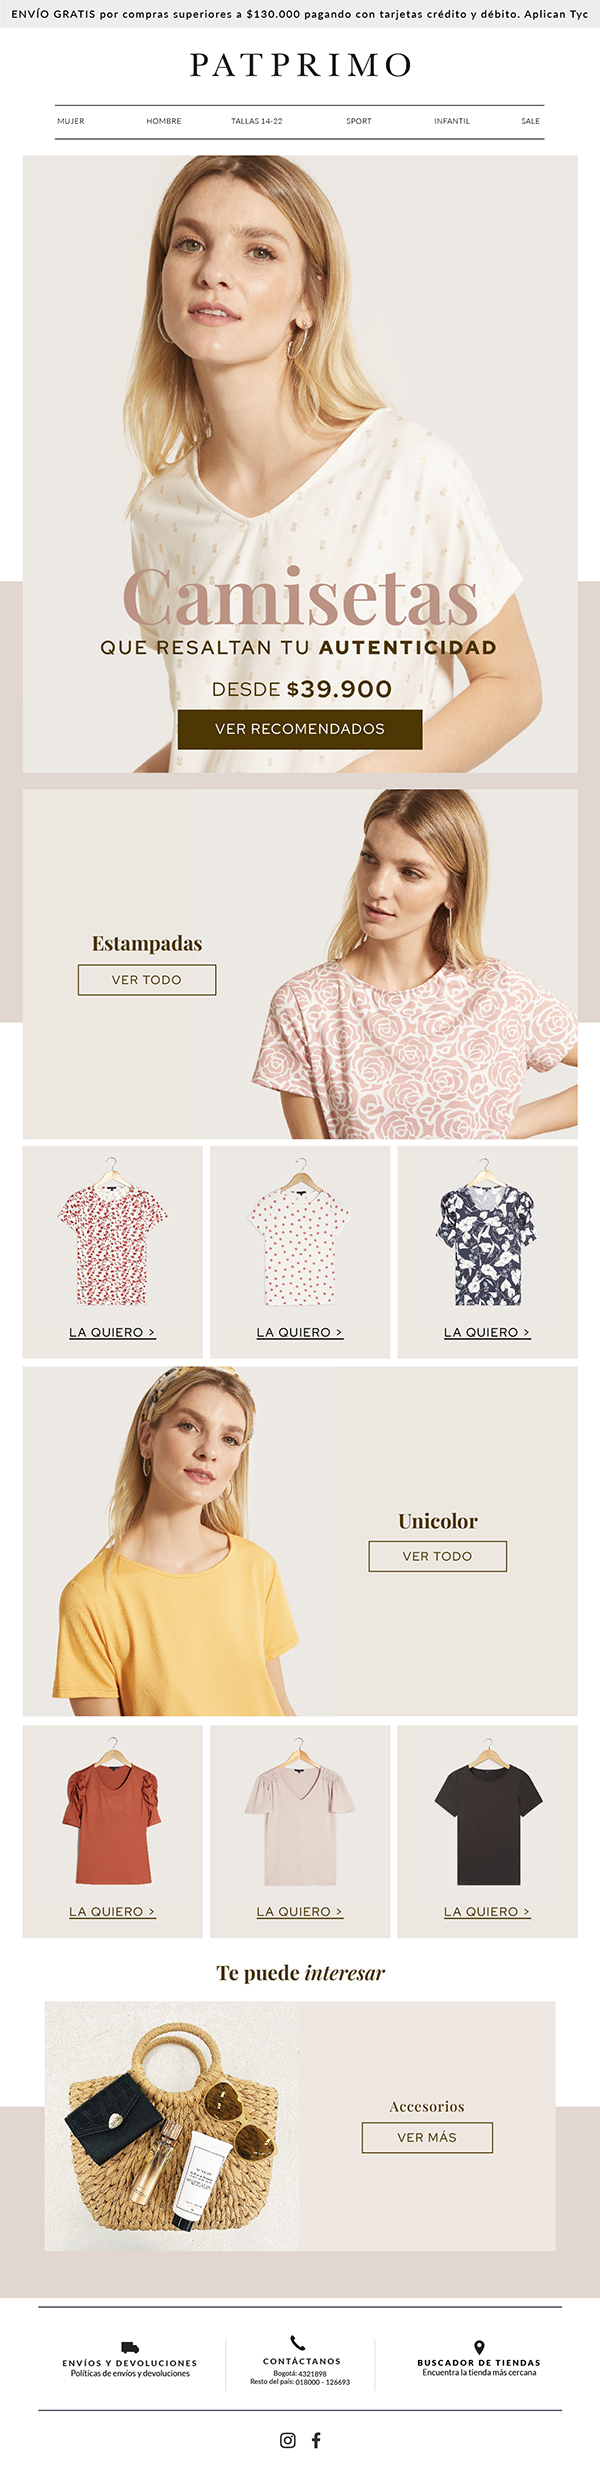 ENVÍO GRATIS por compras superiores a $130.000 pagando con tarjetas crédito y débito. Aplican Tyc
PATPRIMO
MUJER HOMBRE TALLAS 14-22 SPORT INFANTIL SALE
Camisetas
QUE RESALTAN TU AUTENTICIDAD
DESDE $39.900
VER RECOMENDADOS
Estampadas
VER TODO
LA QUIERO > LA QUIERO > LA QUIERO >
Unicolor
VER TODO
LA QUIERO > LA QUIERO > LA QUIERO >
Te puede interesar
Accesorios
VER MÁS
ENVÍOS Y DEVOLUCIONES
Políticas de envíos y devoluciones
CONTÁCTANOS
Bogotá: 4321898
Resto del país: 018000 - 126693
BUSCADOR DE TIENDAS
Encuentra la tienda más cercana